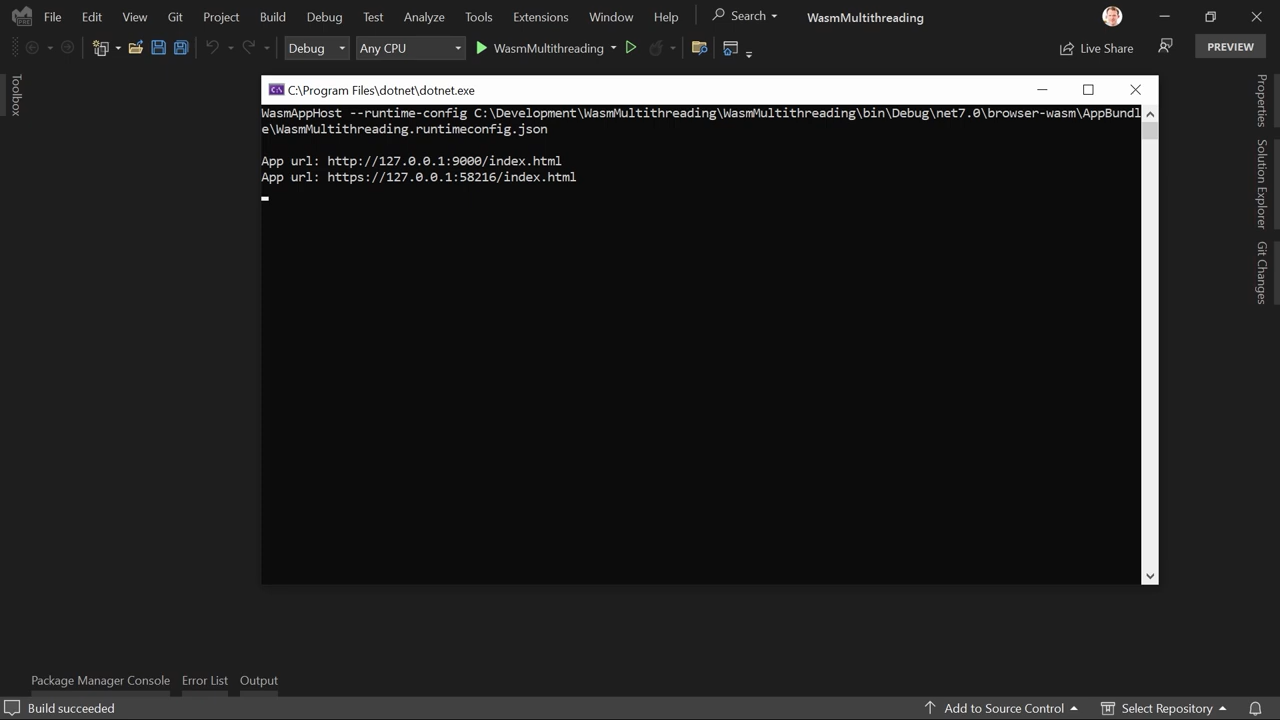 File Edit View Git Project Build Debug Test Analyze Tools Extensions Window Help Search WasmMultithreading
Debug Any CPU WasmMultithreading Live Share PREVIEW
Toolbox
C:\Program Files\dotnet\dotnet.exe
WasmAppHost --runtime-config C:\Development\WasmMultithreading\WasmMultithreading\bin\Debug\net7.0\browser-wasm\AppBundl
e\WasmMultithreading.runtimeconfig.json
App url: http://127.0.0.1:9000/index.html
App url: https://127.0.0.1:58216/index.html
Properties
Solution Explorer
Git Changes
Package Manager Console Error List Output
Build succeeded Add to Source Control Select Repository